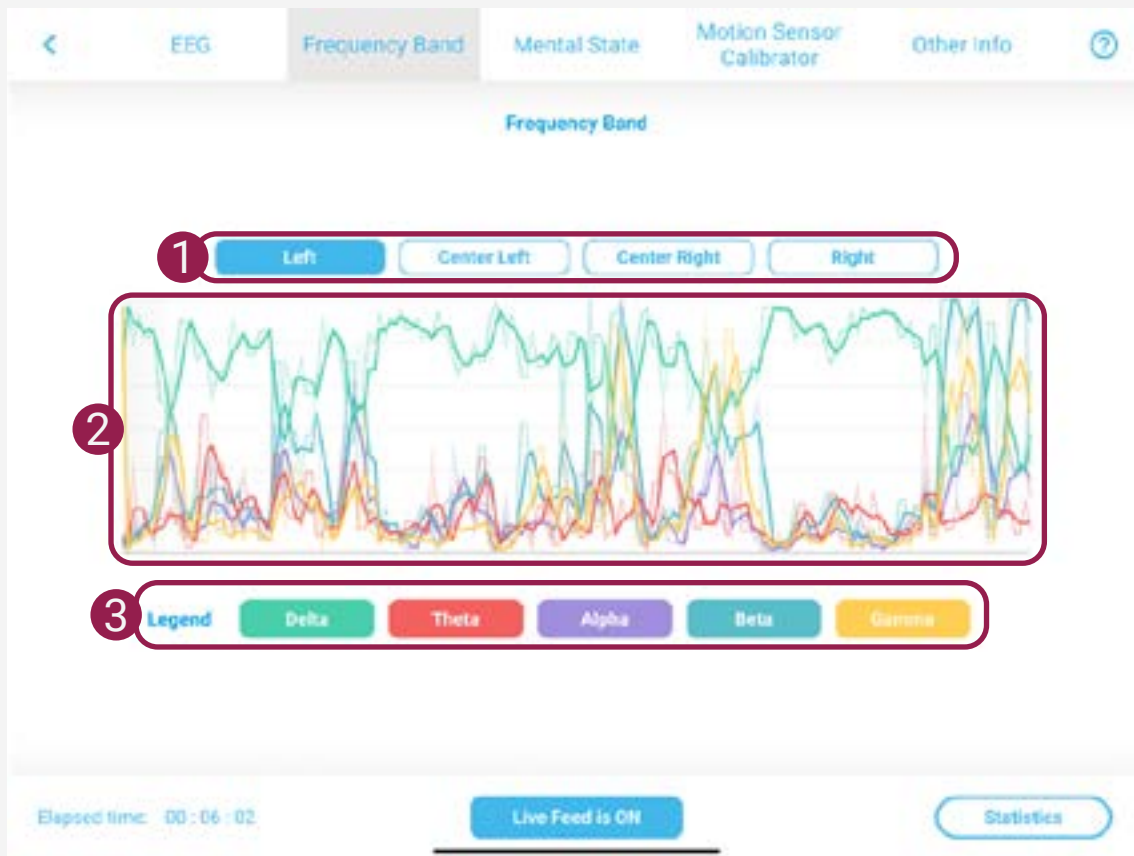 EEG
Frequency Band
Mental State
Motion Sensor
Calibrator
Other Info
?
Frequency Band
1
Left
Center Left
Center Right
Right
2
3
Legend
Delta
Theta
Alpha
Beta
Gamma
Elapsed time: 00 : 06 : 02
Live Feed is ON
Statistics